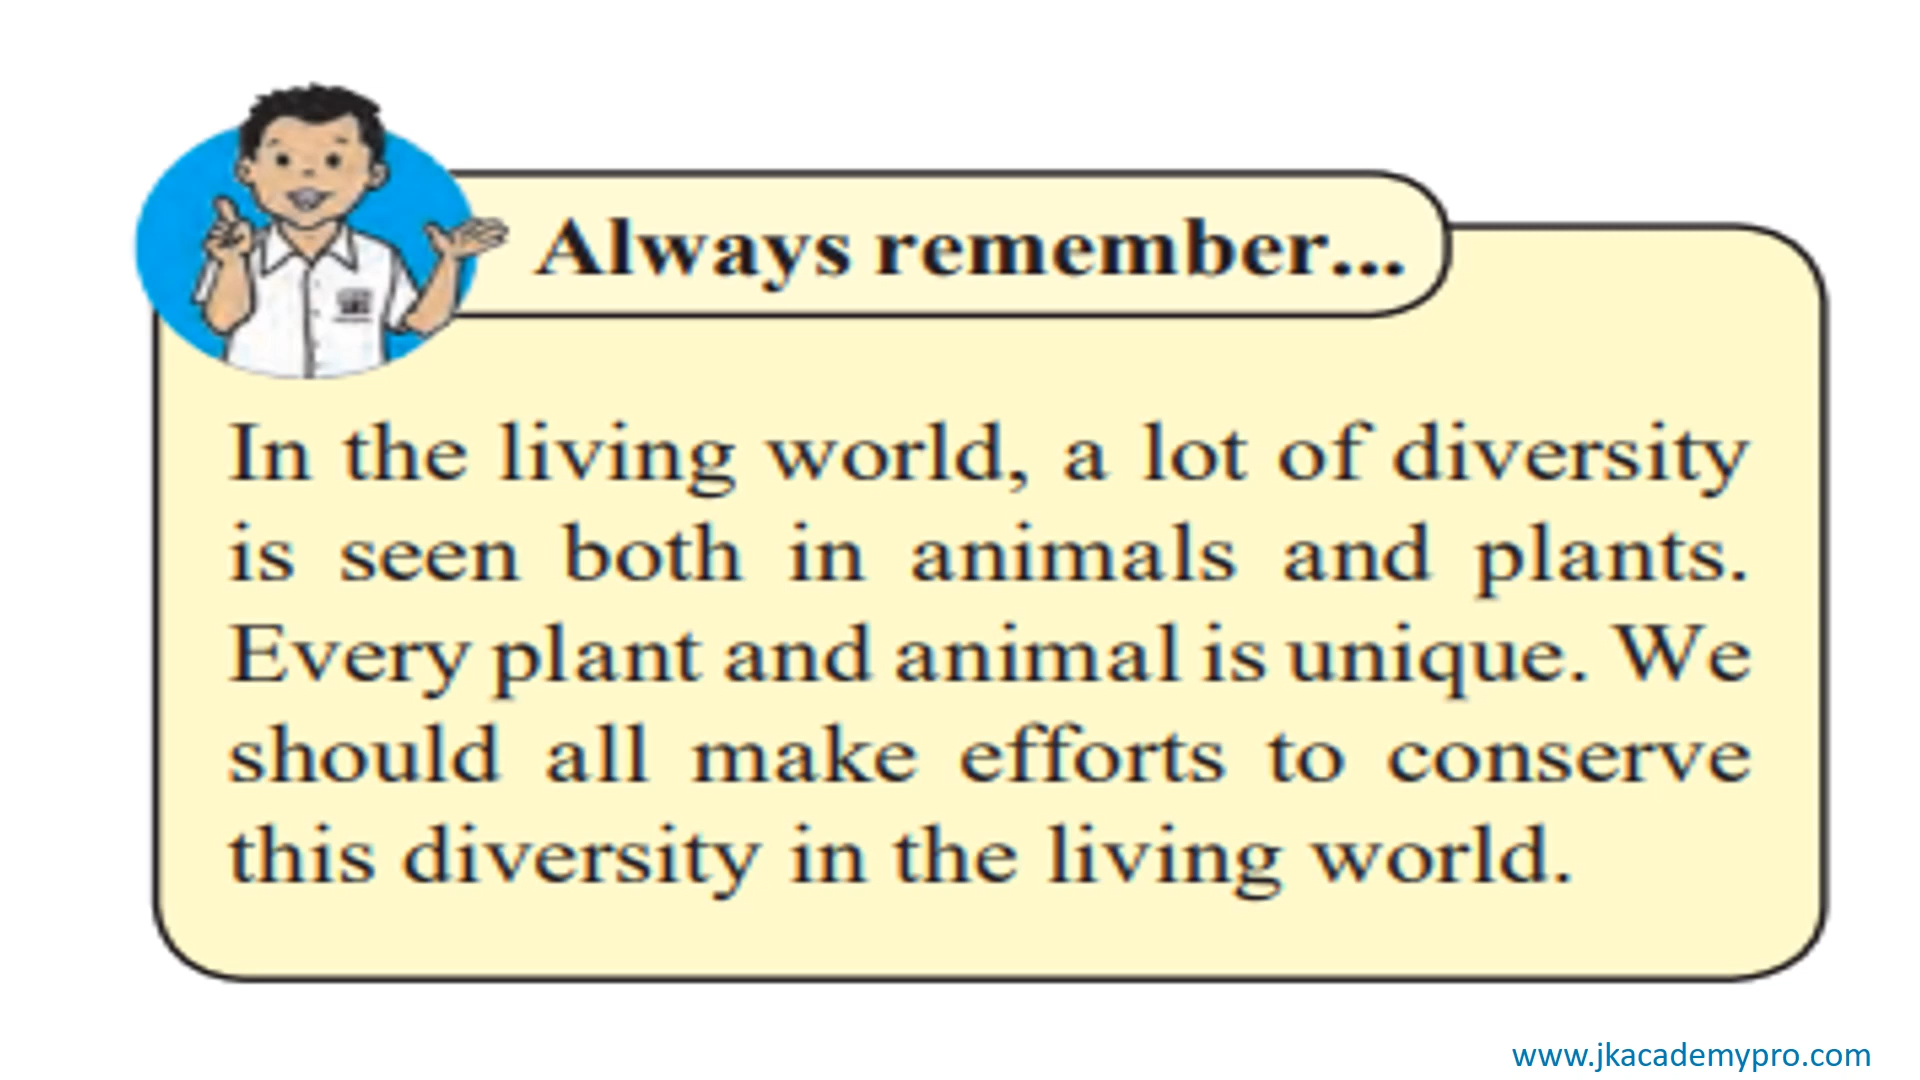 Always remember...
In the living world, a lot of diversity
is seen both in animals and plants.
Every plant and animal is unique. We
should all make efforts to conserve
this diversity in the living world.
www.jkacademypro.com